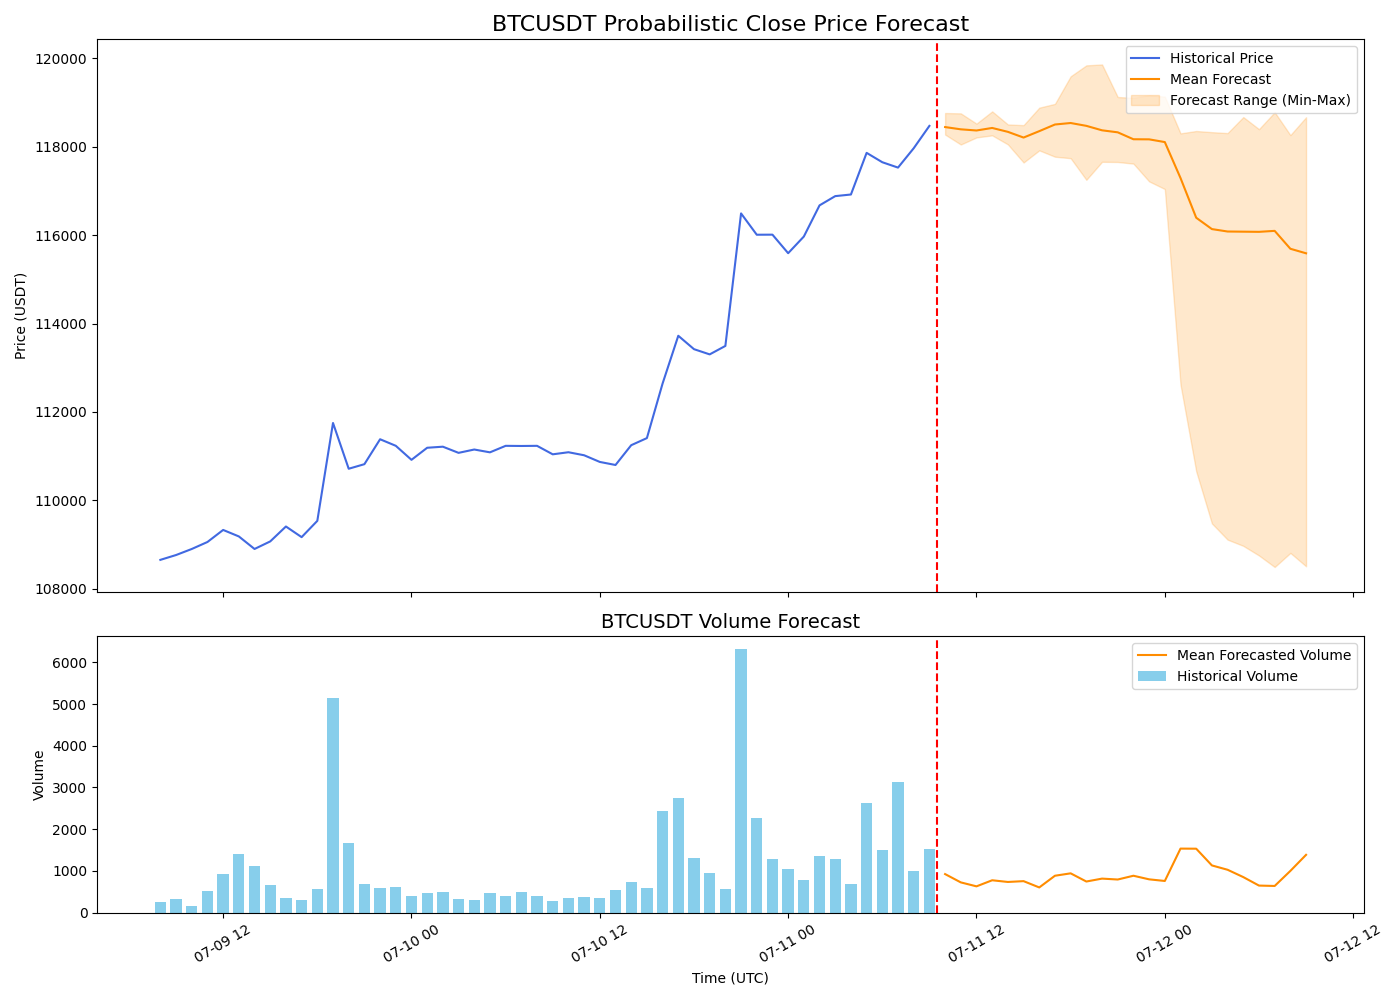 BTCUSDT Probabilistic Close Price Forecast
Price (USDT)
120000
118000
116000
114000
112000
110000
108000
Historical Price
Mean Forecast
Forecast Range (Min-Max)
BTCUSDT Volume Forecast
Volume
6000
5000
4000
3000
2000
1000
0
Mean Forecasted Volume
Historical Volume
07-09 12
07-10 00
07-10 12
07-11 00
07-11 12
07-12 00
07-12 12
Time (UTC)